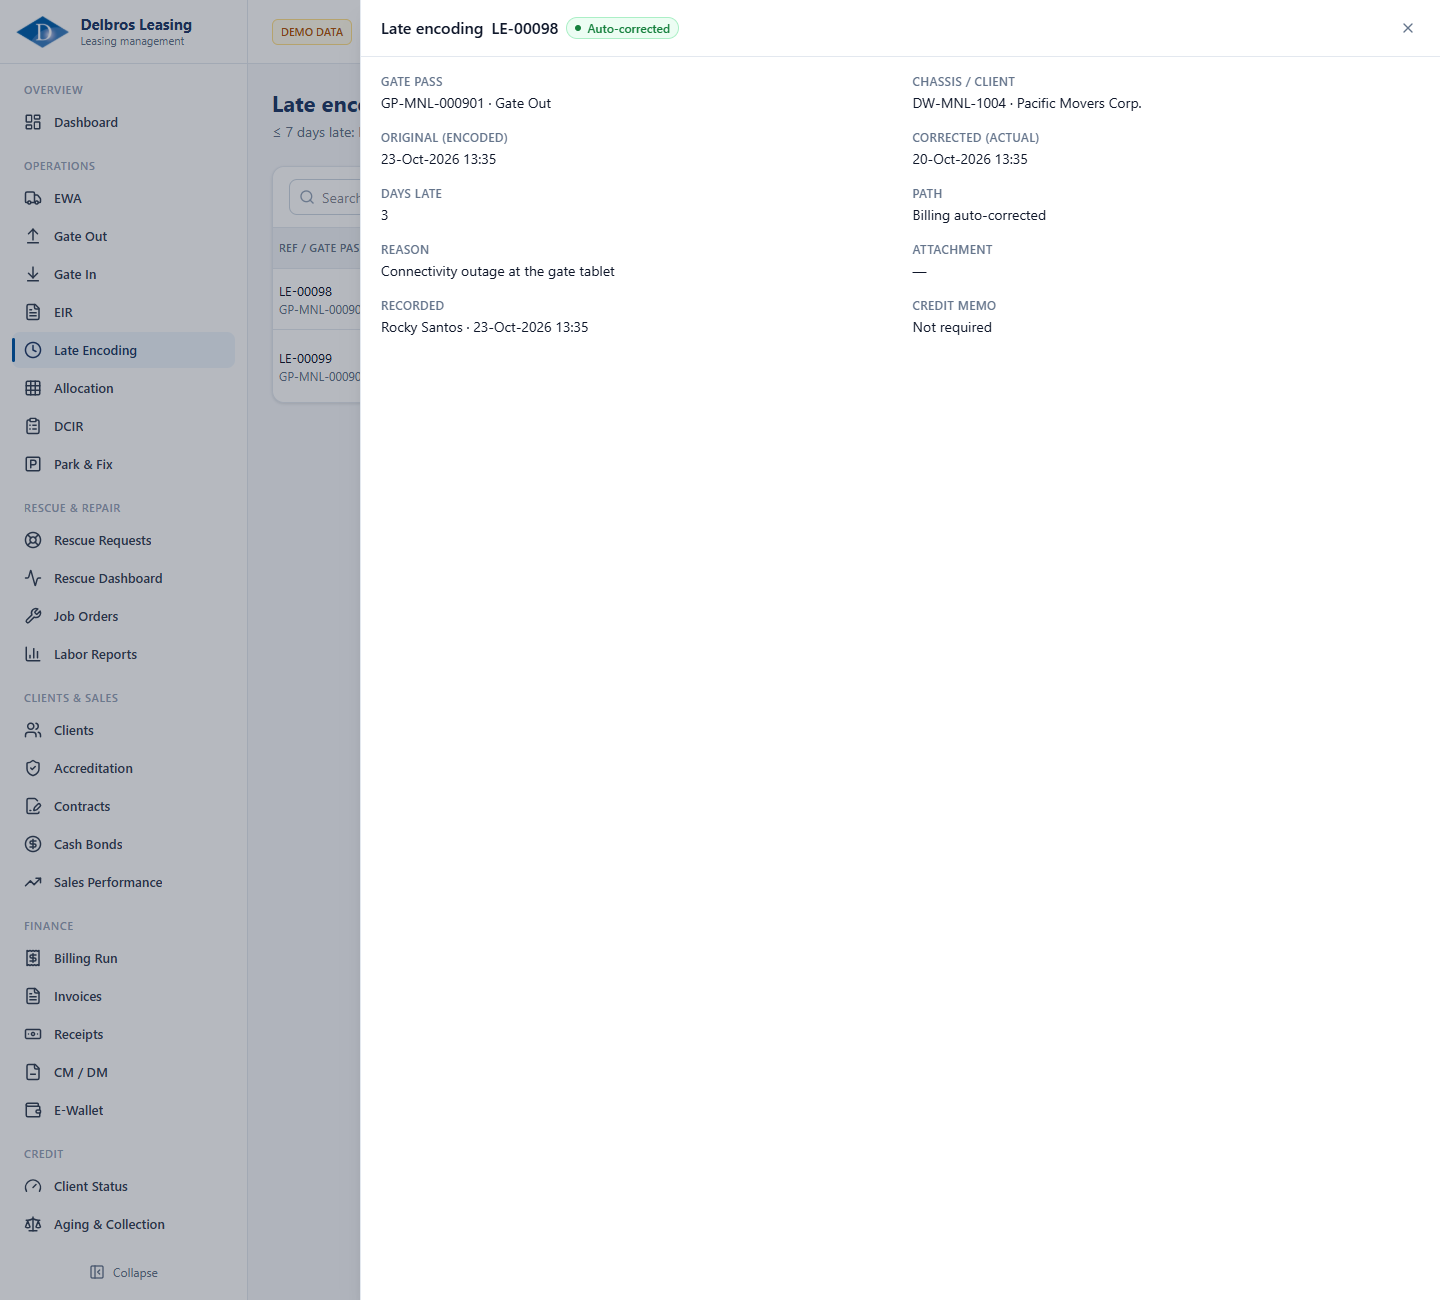 Delbros Leasing
Leasing management
OVERVIEW
Dashboard
OPERATIONS
EWA
Gate Out
Gate In
EIR
Late Encoding
Allocation
DCIR
Park & Fix
RESCUE & REPAIR
Rescue Requests
Rescue Dashboard
Job Orders
Labor Reports
CLIENTS & SALES
Clients
Accreditation
Contracts
Cash Bonds
Sales Performance
FINANCE
Billing Run
Invoices
Receipts
CM / DM
E-Wallet
CREDIT
Client Status
Aging & Collection
Collapse
DEMO DATA
Late enc
≤ 7 days late:
Search
REF / GATE PAS
LE-00098
GP-MNL-00090
LE-00099
GP-MNL-00090
Late encoding LE-00098 Auto-corrected
GATE PASS
GP-MNL-000901 · Gate Out
CHASSIS / CLIENT
DW-MNL-1004 · Pacific Movers Corp.
ORIGINAL (ENCODED)
23-Oct-2026 13:35
CORRECTED (ACTUAL)
20-Oct-2026 13:35
DAYS LATE
3
PATH
Billing auto-corrected
REASON
Connectivity outage at the gate tablet
ATTACHMENT
—
RECORDED
Rocky Santos · 23-Oct-2026 13:35
CREDIT MEMO
Not required